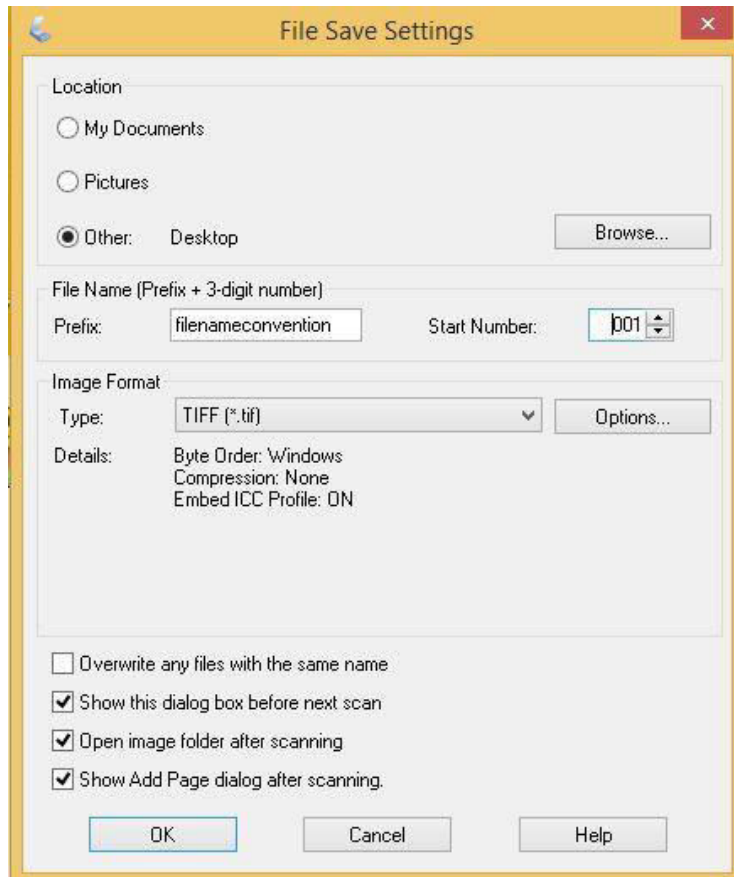 File Save Settings
Location
My Documents
Pictures
Other: Desktop Browse...
File Name (Prefix + 3-digit number)
Prefix: filenameconvention Start Number: 001
Image Format
Type: TIFF (*.tif) Options...
Details: Byte Order: Windows
Compression: None
Embed ICC Profile: ON
Overwrite any files with the same name
Show this dialog box before next scan
Open image folder after scanning
Show Add Page dialog after scanning.
OK Cancel Help